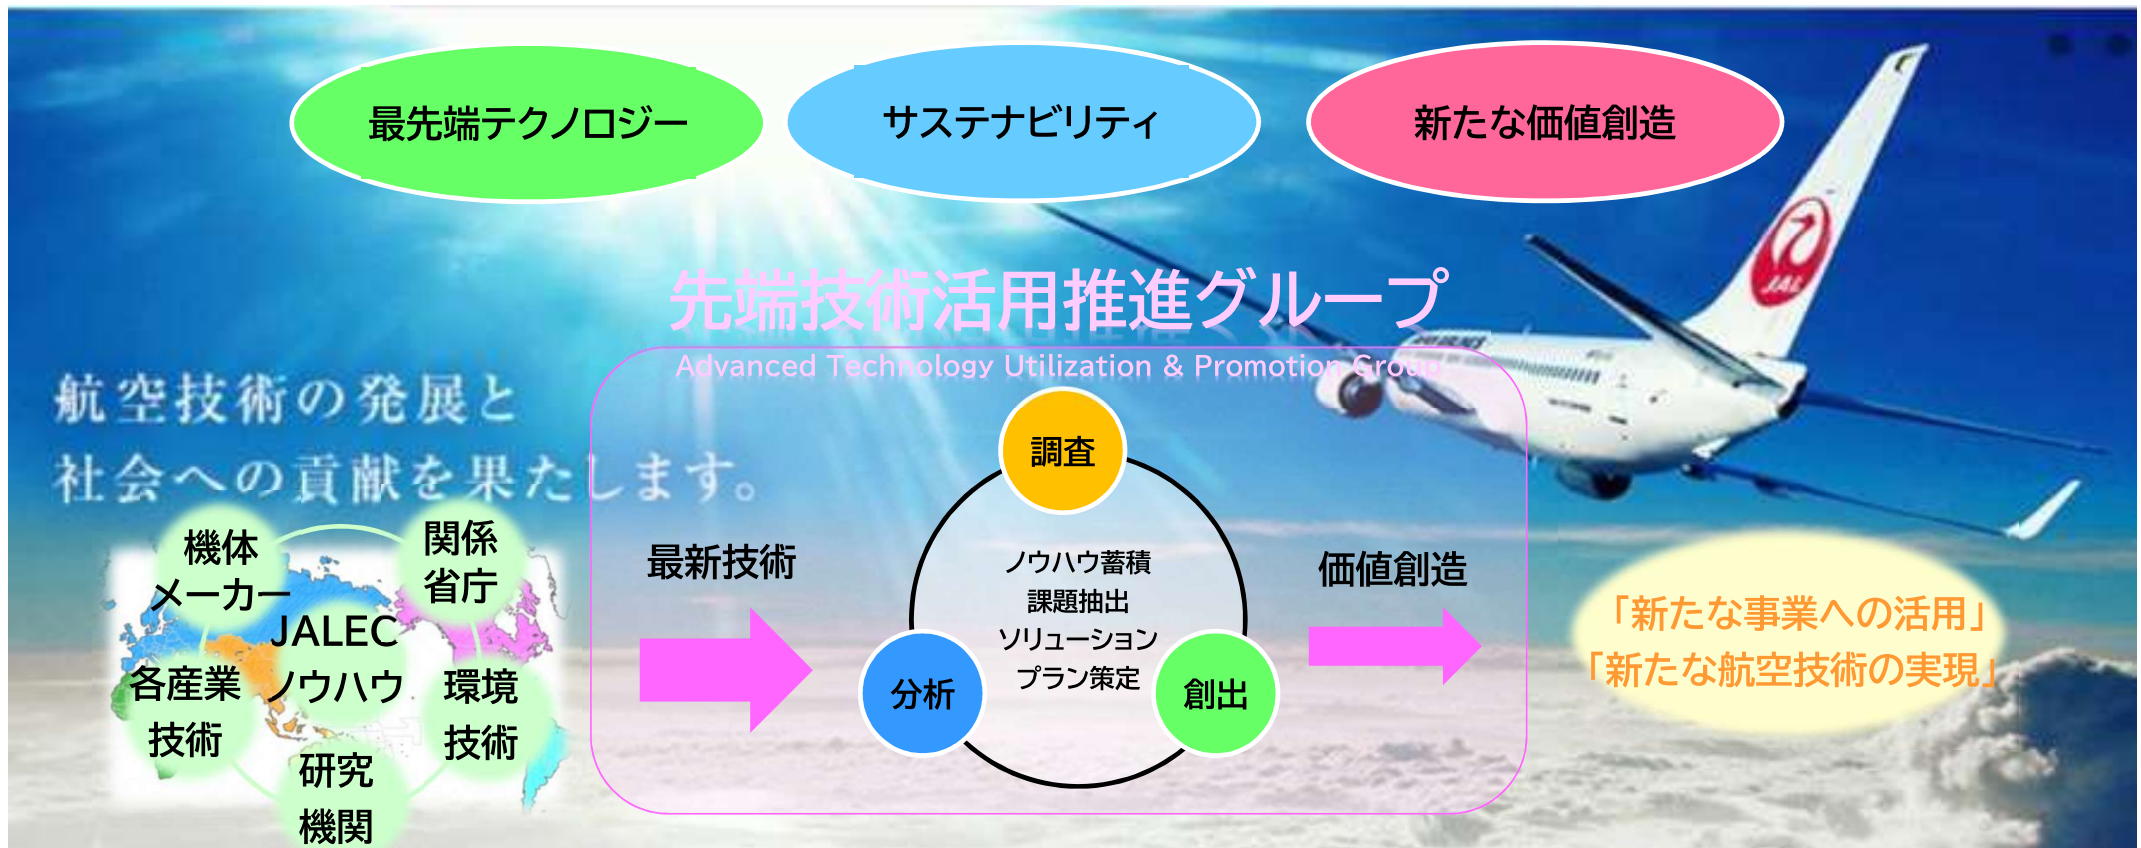 最先端テクノロジー
サステナビリティ
新たな価値創造
JAL
先端技術活用推進グループ
Advanced Technology Utilization & Promotion Group
航空技術の発展と
社会への貢献を果たします。
機体
メーカー
関係
省庁
JALEC
ノウハウ
各産業
技術
環境
技術
研究
機関
最新技術
調査
ノウハウ蓄積
課題抽出
ソリューション
プラン策定
分析
創出
価値創造
「新たな事業への活用」
「新たな航空技術の実現」